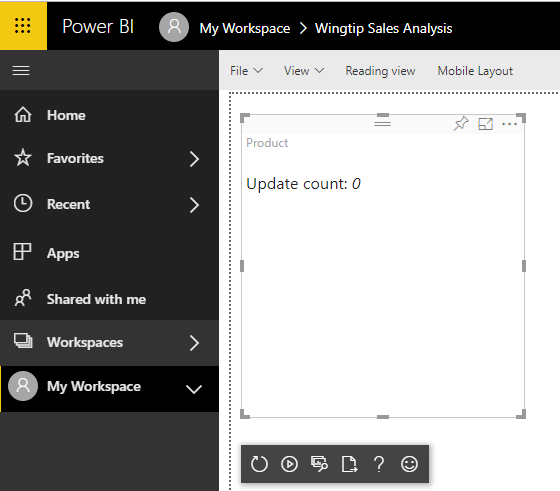 Power BI
My Workspace > Wingtip Sales Analysis
File
View
Reading view
Mobile Layout
Home
Favorites
Recent
Apps
Shared with me
Workspaces
My Workspace
Product
Update count: 0